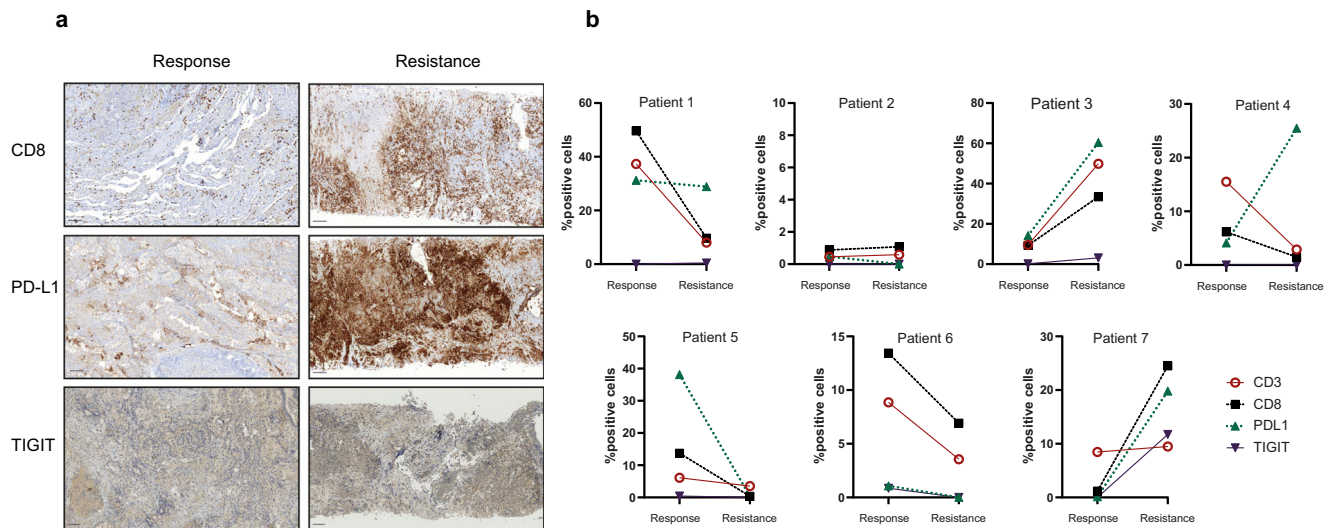 a
Response Resistance
CD8
PD-L1
TIGIT
b
Patient 1
%positive cells
60
40
20
0
Response Resistance
Patient 2
%positive cells
10
8
6
4
2
0
Response Resistance
Patient 3
%positive cells
80
60
40
20
0
Response Resistance
Patient 4
%positive cells
30
20
10
0
Response Resistance
Patient 5
%positive cells
50
40
30
20
10
0
Response Resistance
Patient 6
%positive cells
15
10
5
0
Response Resistance
Patient 7
%positive cells
30
20
10
0
Response Resistance
CD3
CD8
PDL1
TIGIT